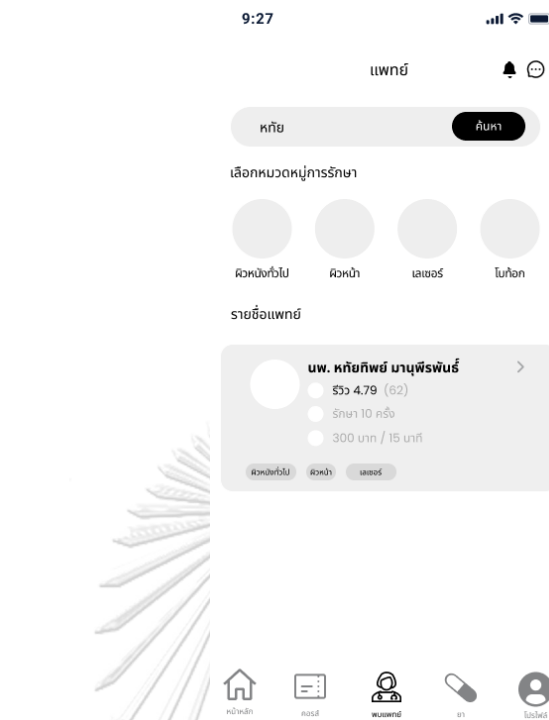 9:27
แพทย์
หทัย
ค้นหา
เลือกหมวดหมู่การรักษา
ผิวหนังทั่วไป ผิวหน้า เลเซอร์ โบท้อก
รายชื่อแพทย์
นพ. หทัยทิพย์ มานุพีรพันธ์
รีวิว 4.79 (62)
รักษา 10 ครั้ง
300 บาท / 15 นาที
ผิวหนังทั่วไป ผิวหน้า เลเซอร์
หน้าหลัก คอร์ส พบแพทย์ ยา โปรไฟล์